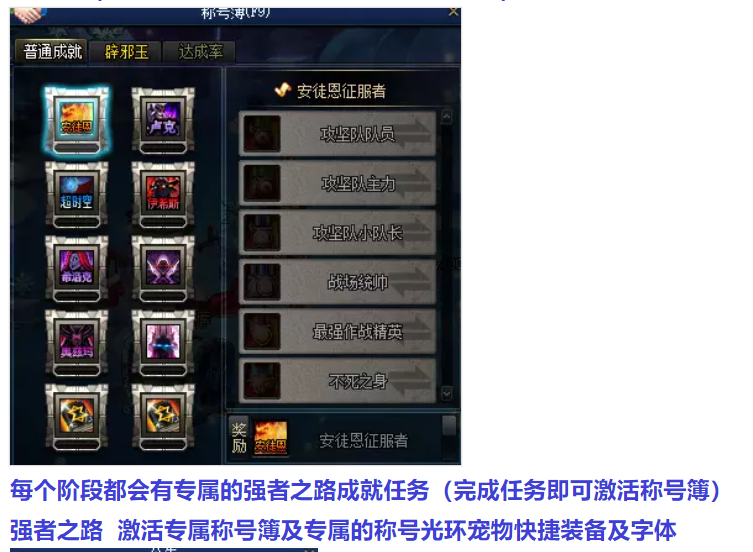 称号簿(F9)
普通成就 辟邪玉 达成率
安徒恩征服者
安徒恩 卢克
攻坚队队员
攻坚队主力
超时空 伊希斯
攻坚队小队长
希洛克
战场统帅
奥兹玛
最强作战精英
不死之身
奖励 安徒恩 安徒恩征服者
每个阶段都会有专属的强者之路成就任务（完成任务即可激活称号簿）
强者之路 激活专属称号簿及专属的称号光环宠物快捷装备及字体